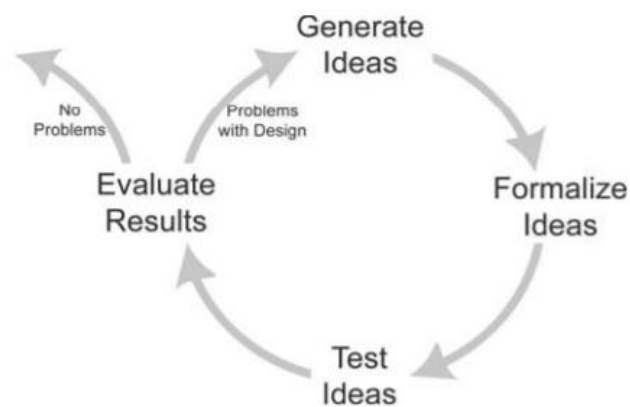 Generate
Ideas
No
Problems
Problems
with Design
Evaluate
Results
Formalize
Ideas
Test
Ideas